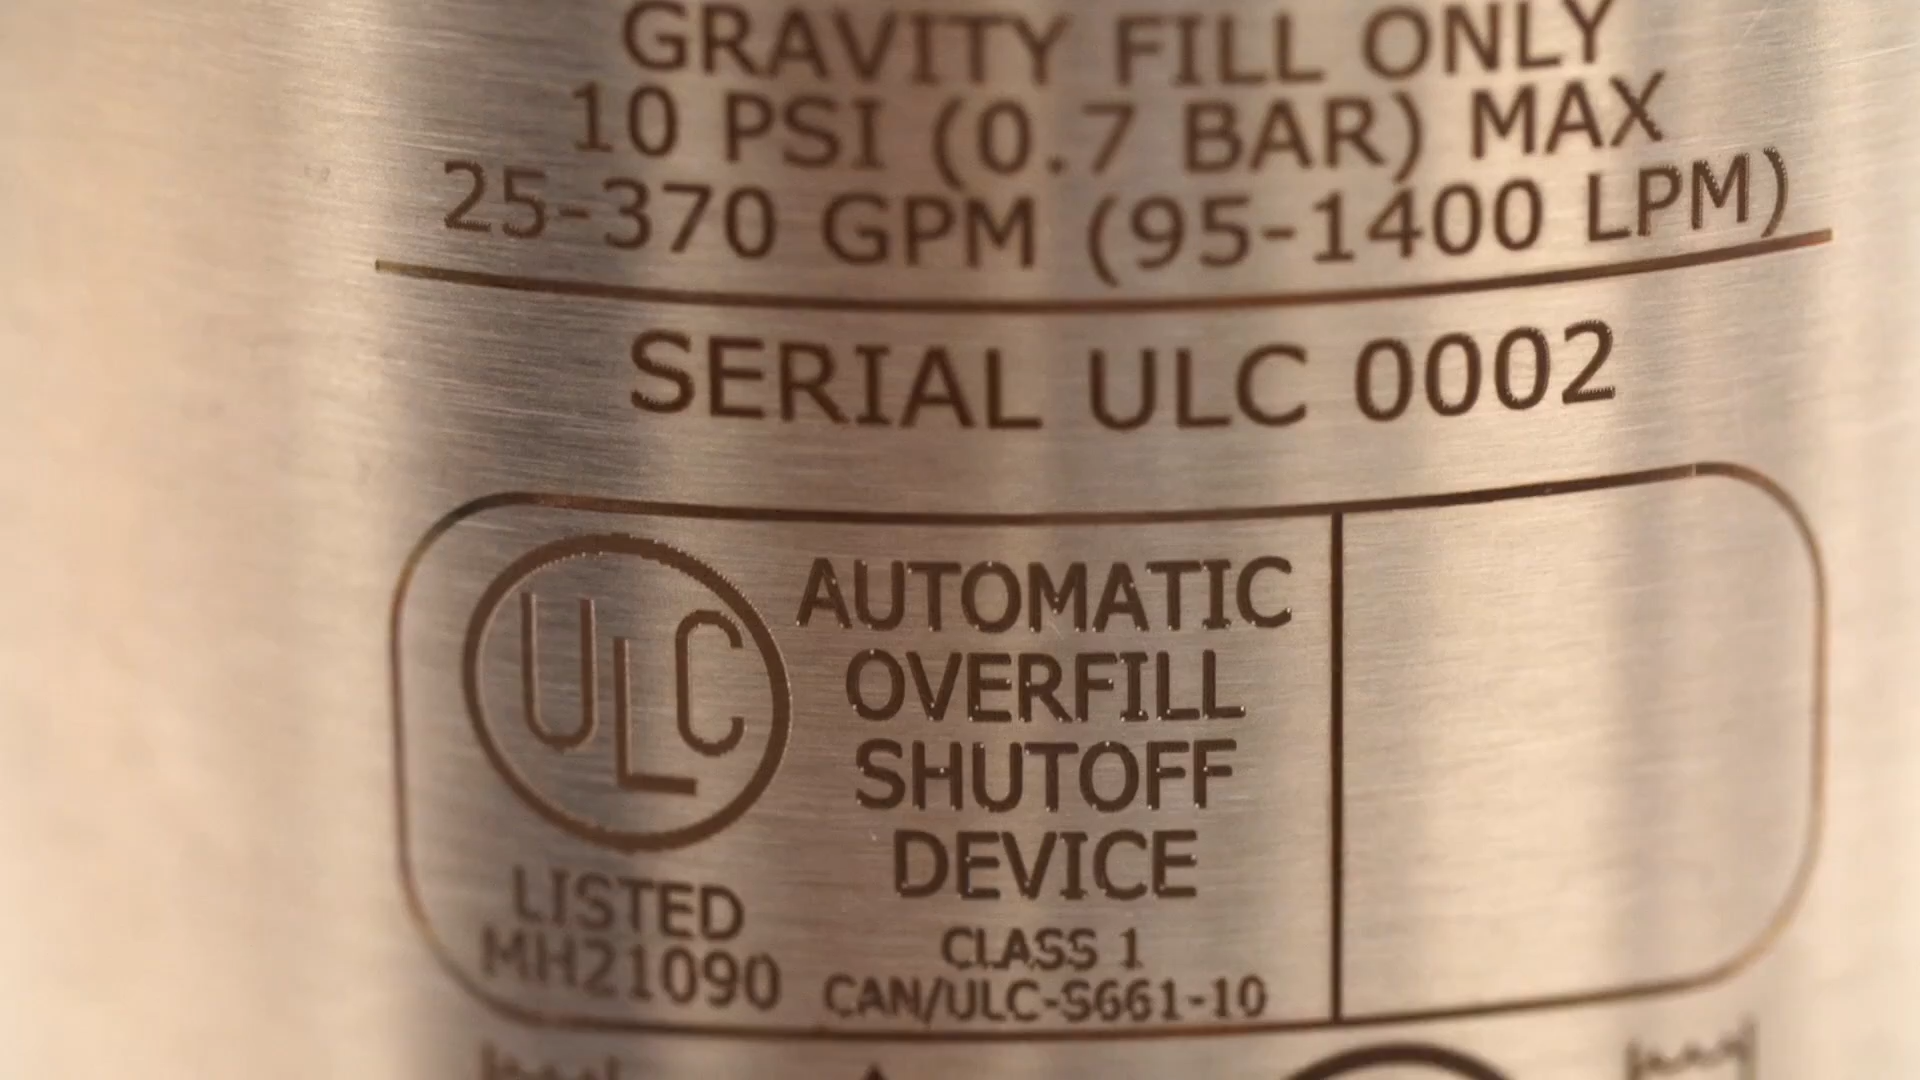 GRAVITY FILL ONLY
10 PSI (0.7 BAR) MAX
25-370 GPM (95-1400 LPM)
SERIAL ULC 0002
ULC
LISTED
MH21090
AUTOMATIC
OVERFILL
SHUTOFF
DEVICE
CLASS 1
CAN/ULC-S661-10